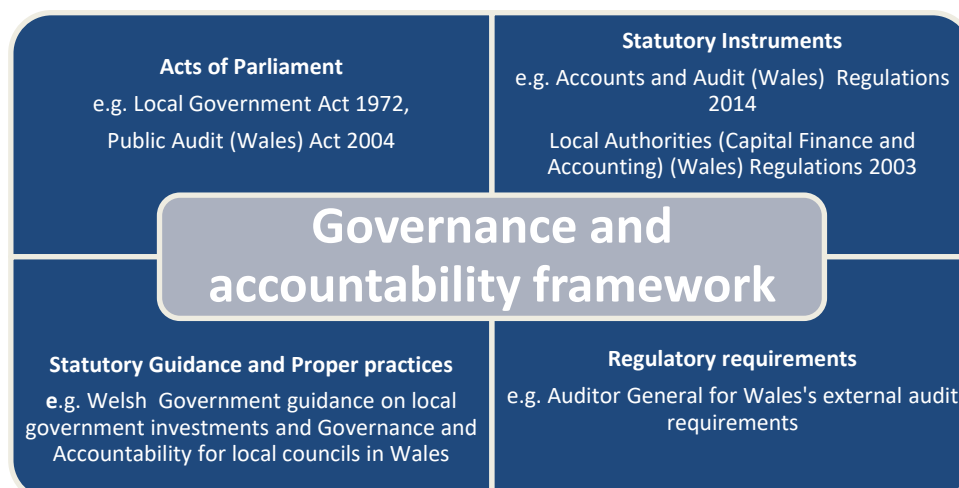 Acts of Parliament
e.g. Local Government Act 1972,
Public Audit (Wales) Act 2004
Statutory Instruments
e.g. Accounts and Audit (Wales) Regulations
2014
Local Authorities (Capital Finance and
Accounting) (Wales) Regulations 2003
Governance and
accountability framework
Statutory Guidance and Proper practices
e.g. Welsh Government guidance on local
government investments and Governance and
Accountability for local councils in Wales
Regulatory requirements
e.g. Auditor General for Wales's external audit
requirements